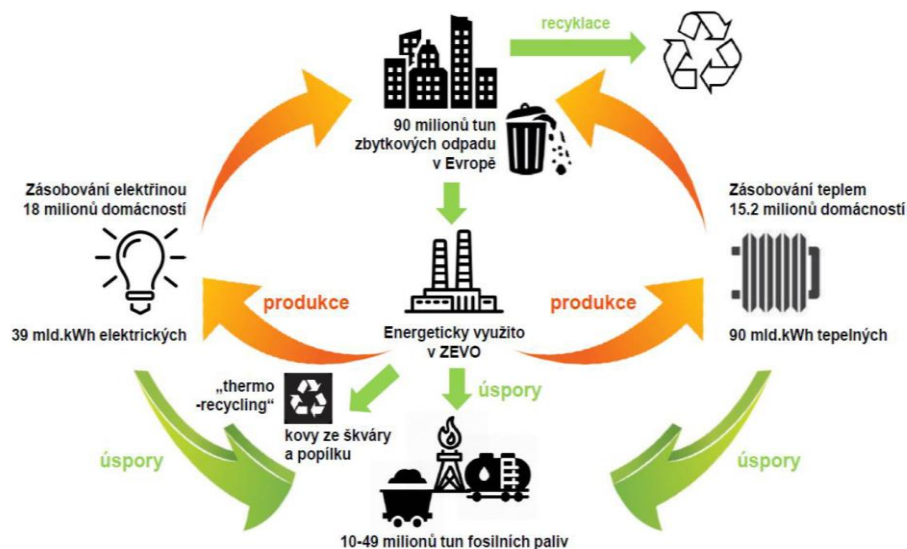 recyklace
90 milionů tun
zbytkových odpadu
v Evropě
Zásobování elektřinou
18 milionů domácností
Zásobování teplem
15.2 milionů domácností
produkce
produkce
39 mld.kWh elektrických
Energeticky využito
v ZEVO
90 mld.kWh tepelných
„thermo
-recycling“
úspory
kovy ze škváry
a popílku
úspory
úspory
10-49 milionů tun fosilních paliv